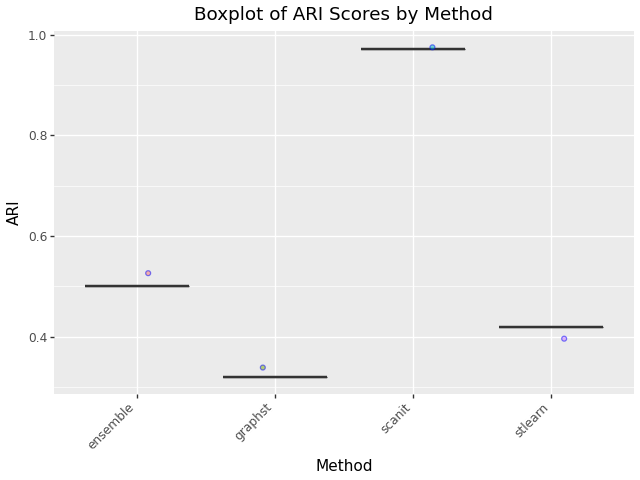 Boxplot of ARI Scores by Method
1.0
0.8
0.6
0.4
ARI
ensemble
graphst
scanit
stlearn
Method